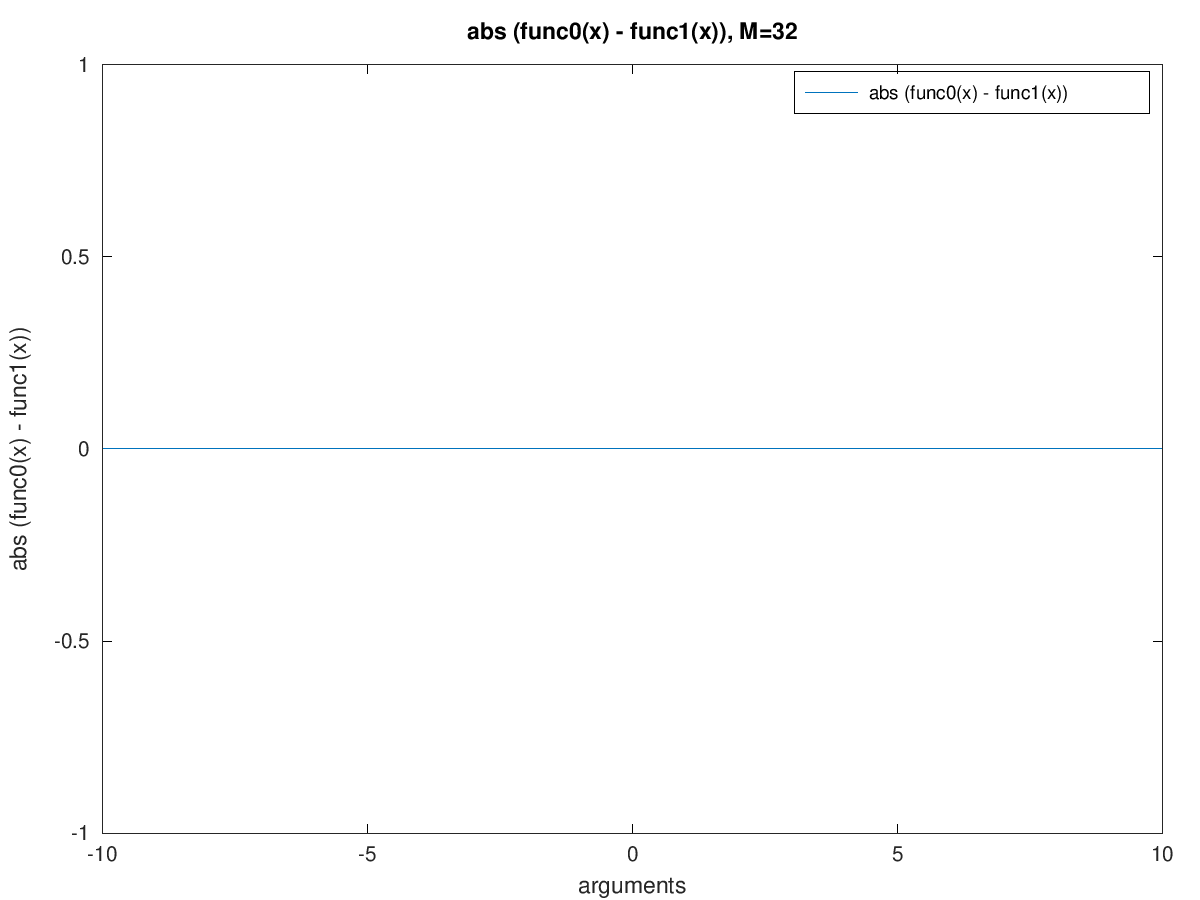 abs (func0(x) - func1(x)), M=32
abs (func0(x) - func1(x))
1
0.5
0
-0.5
-1
abs (func0(x) - func1(x))
-10
-5
0
5
10
arguments